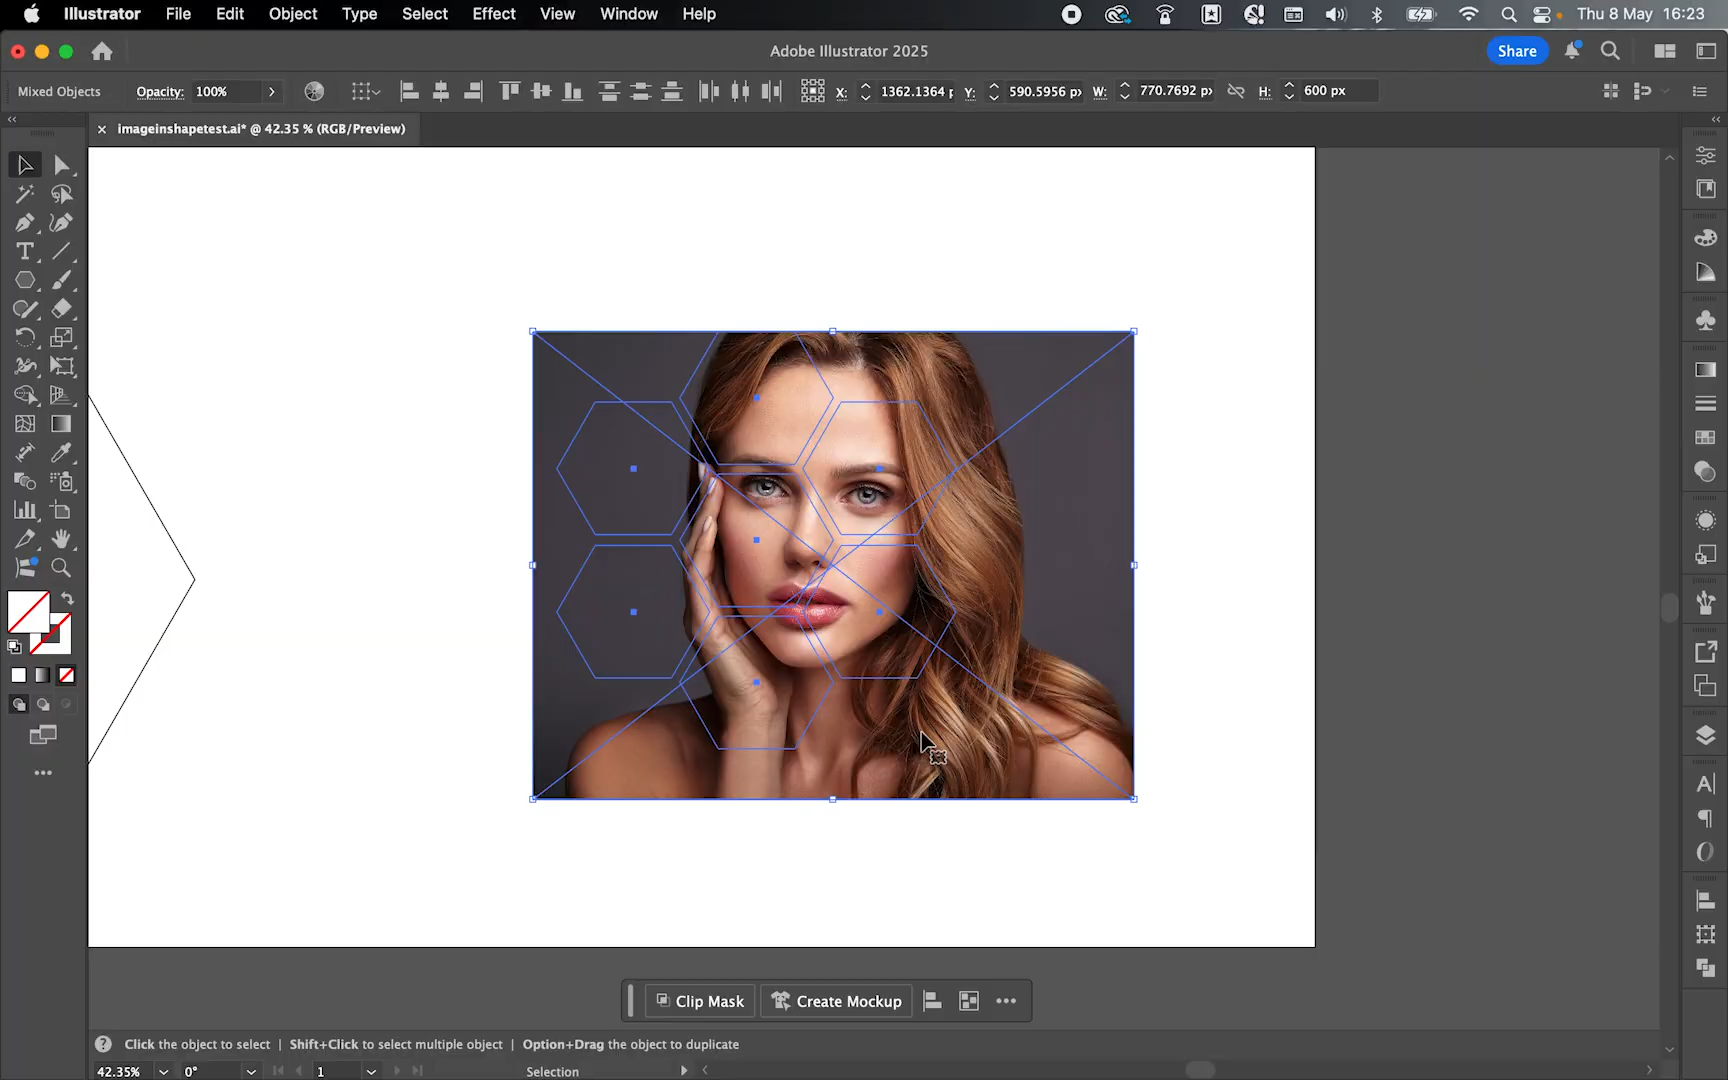 Illustrator File Edit Object Type Select Effect View Window Help Thu 8 May 16:23
Adobe Illustrator 2025 Share
Mixed Objects Opacity: 100% X: 1362.1364 p Y: 590.5956 px W: 770.7692 px H: 600 px
imageinshapetest.ai* @ 42.35 % (RGB/Preview)
Clip Mask Create Mockup
Click the object to select | Shift+Click to select multiple object | Option+Drag the object to duplicate
42.35% 0° 1 Selection